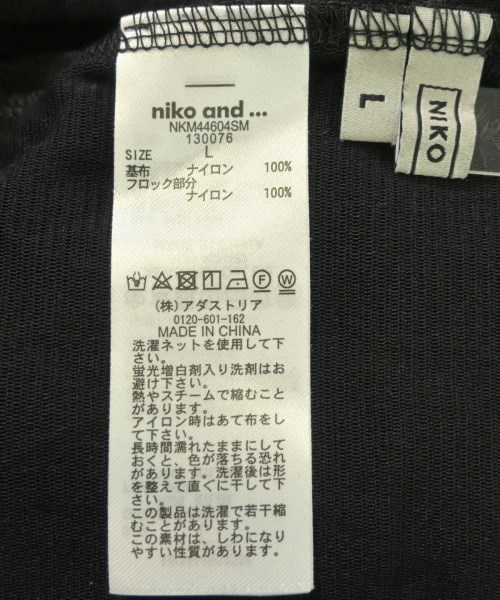 niko and ...
NKM44604SM
130076
SIZE L
基布 ナイロン 100%
フロック部分
ナイロン 100%
F W
(株) アダストリア
0120-601-162
MADE IN CHINA
洗濯ネットを使用して下
さい。
蛍光増白剤入り洗剤はお
避け下さい。
熱やスチームで縮むこと
があります。
アイロン時はあて布をし
て下さい。
長時間濡れたままにして
おくと、色が落ちる恐れ
があります。洗濯後は形
を整えて直ぐに干して下
さい。
この製品は洗濯で若干縮
むことがあります。
この素材は、しわになり
やすい性質があります。
L
NIKO